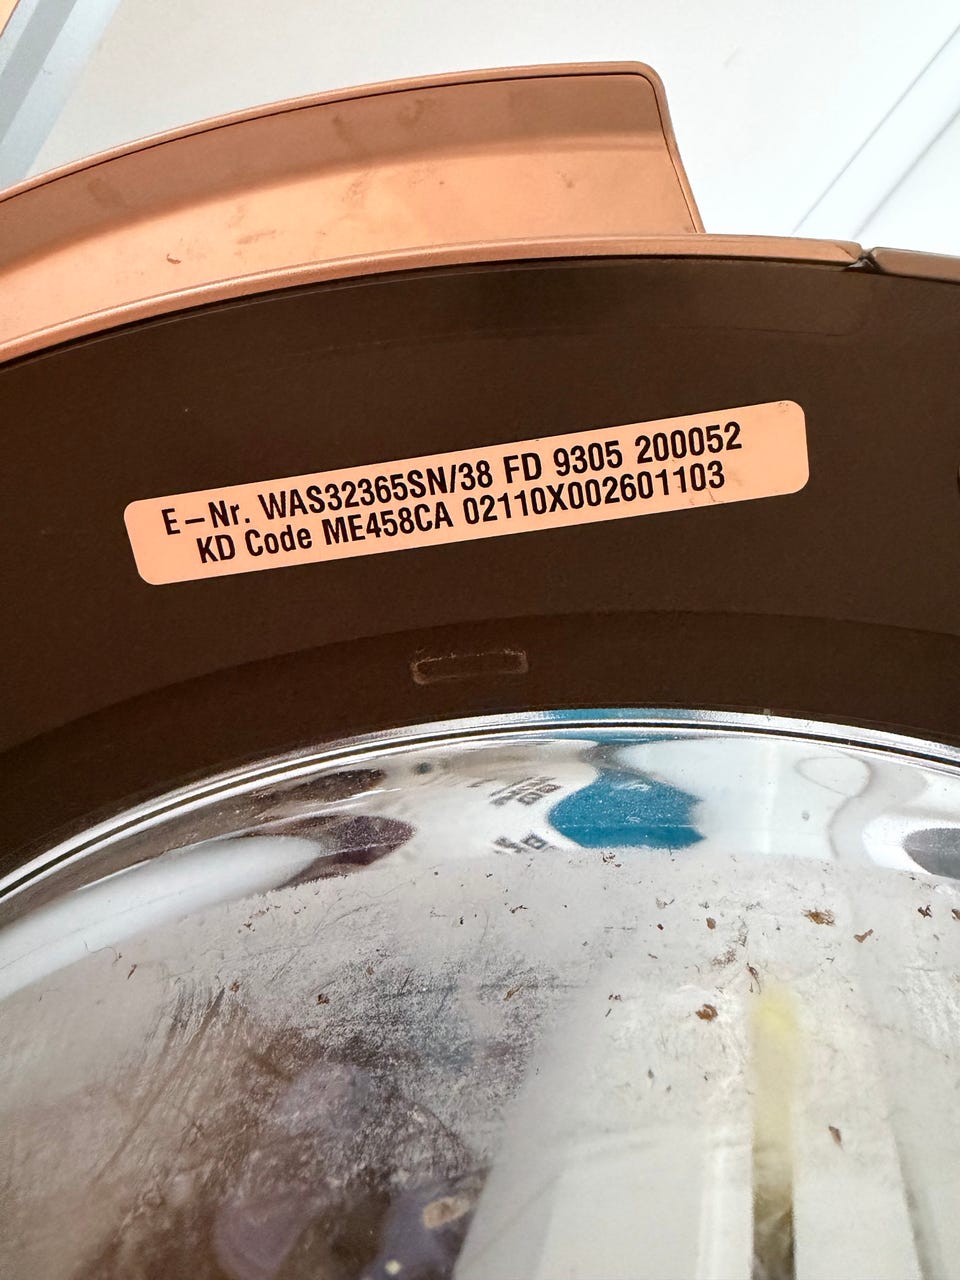 E-Nr. WAS32365SN/38 FD 9305 200052
KD Code ME458CA 02110X002601103